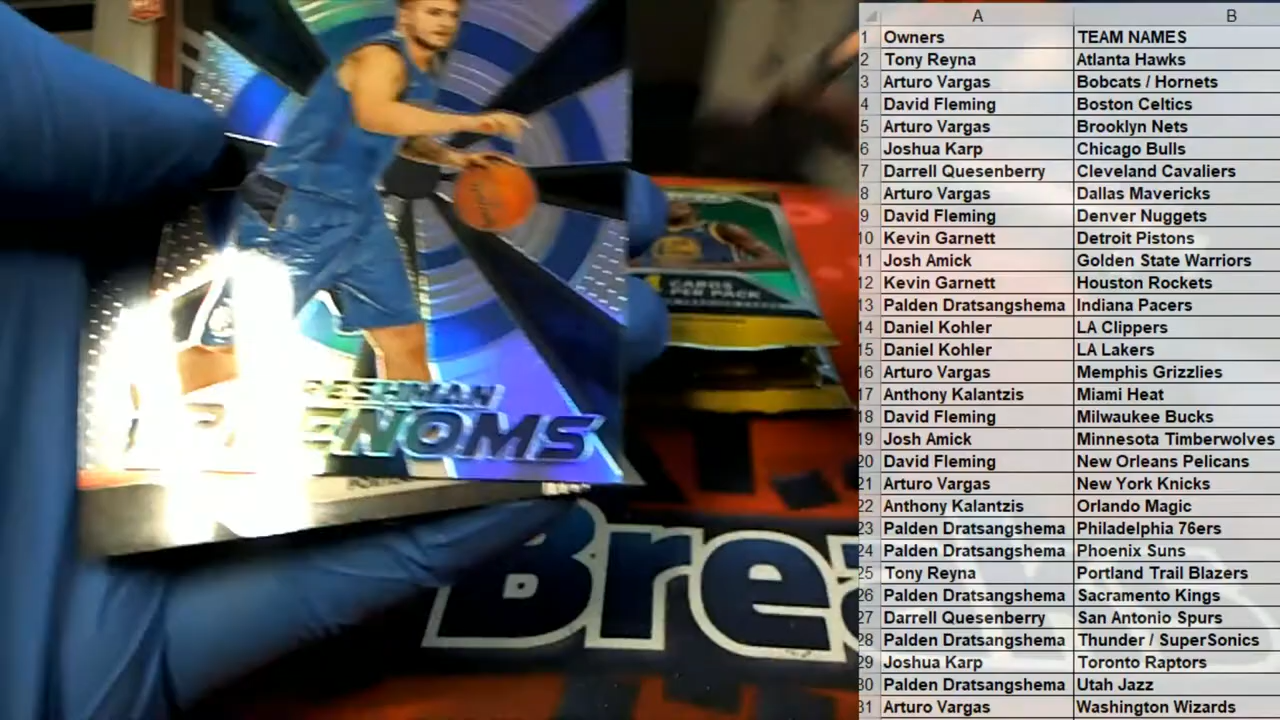 ENOMS
CARDS
PER PACK
Brea
A B
1 Owners TEAM NAMES
2 Tony Reyna Atlanta Hawks
3 Arturo Vargas Bobcats / Hornets
4 David Fleming Boston Celtics
5 Arturo Vargas Brooklyn Nets
6 Joshua Karp Chicago Bulls
7 Darrell Quesenberry Cleveland Cavaliers
8 Arturo Vargas Dallas Mavericks
9 David Fleming Denver Nuggets
10 Kevin Garnett Detroit Pistons
11 Josh Amick Golden State Warriors
12 Kevin Garnett Houston Rockets
13 Palden Dratsangshema Indiana Pacers
14 Daniel Kohler LA Clippers
15 Daniel Kohler LA Lakers
16 Arturo Vargas Memphis Grizzlies
17 Anthony Kalantzis Miami Heat
18 David Fleming Milwaukee Bucks
19 Josh Amick Minnesota Timberwolves
20 David Fleming New Orleans Pelicans
21 Arturo Vargas New York Knicks
22 Anthony Kalantzis Orlando Magic
23 Palden Dratsangshema Philadelphia 76ers
24 Palden Dratsangshema Phoenix Suns
25 Tony Reyna Portland Trail Blazers
26 Palden Dratsangshema Sacramento Kings
27 Darrell Quesenberry San Antonio Spurs
28 Palden Dratsangshema Thunder / SuperSonics
29 Joshua Karp Toronto Raptors
30 Palden Dratsangshema Utah Jazz
31 Arturo Vargas Washington Wizards